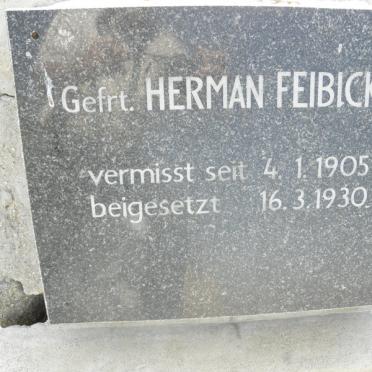 Gefrt. HERMAN FEIBICK
vermisst seit 4. 1. 1905
beigesetzt 16.3.1930.